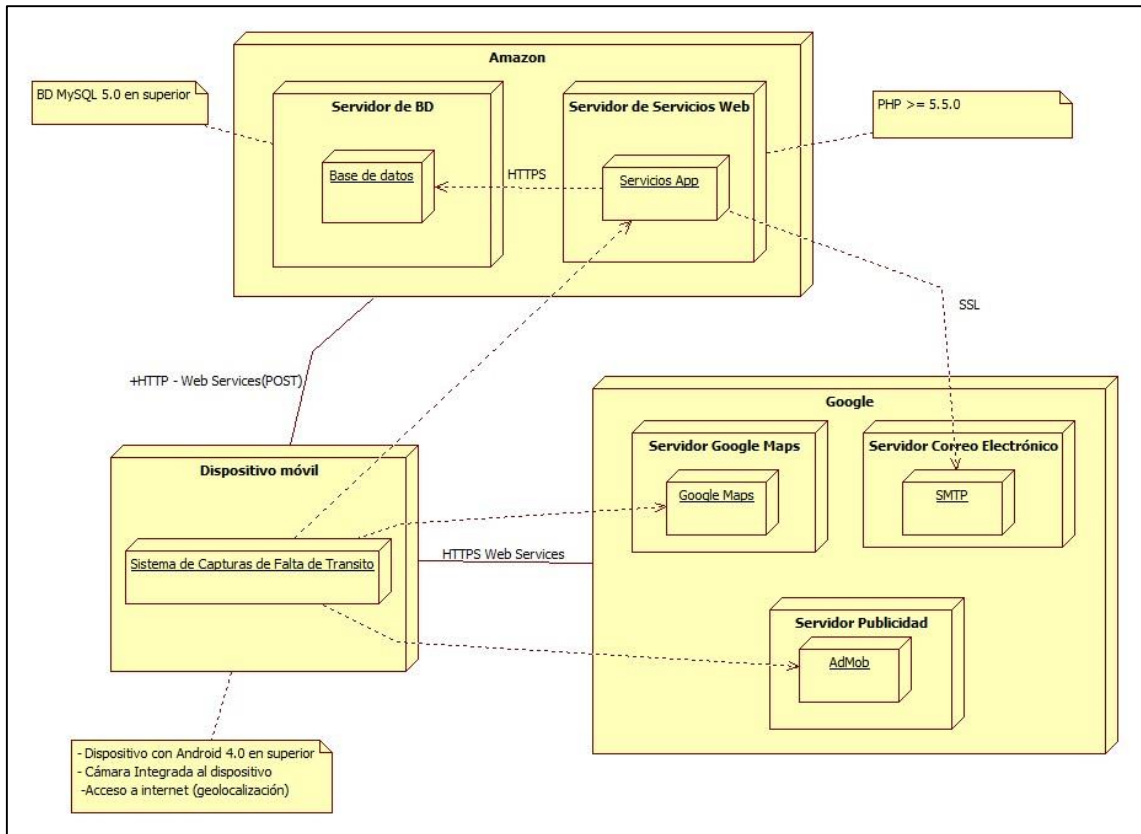 Amazon
BD MySQL 5.0 en superior
Servidor de BD
Servidor de Servicios Web
PHP >= 5.5.0
Base de datos
HTTPS
Servicios App
SSL
+HTTP - Web Services(POST)
Google
Servidor Google Maps
Servidor Correo Electrónico
Dispositivo móvil
Google Maps
SMTP
HTTPS Web Services
Sistema de Capturas de Falta de Transito
Servidor Publicidad
AdMob
- Dispositivo con Android 4.0 en superior
- Cámara Integrada al dispositivo
-Acceso a internet (geolocalización)